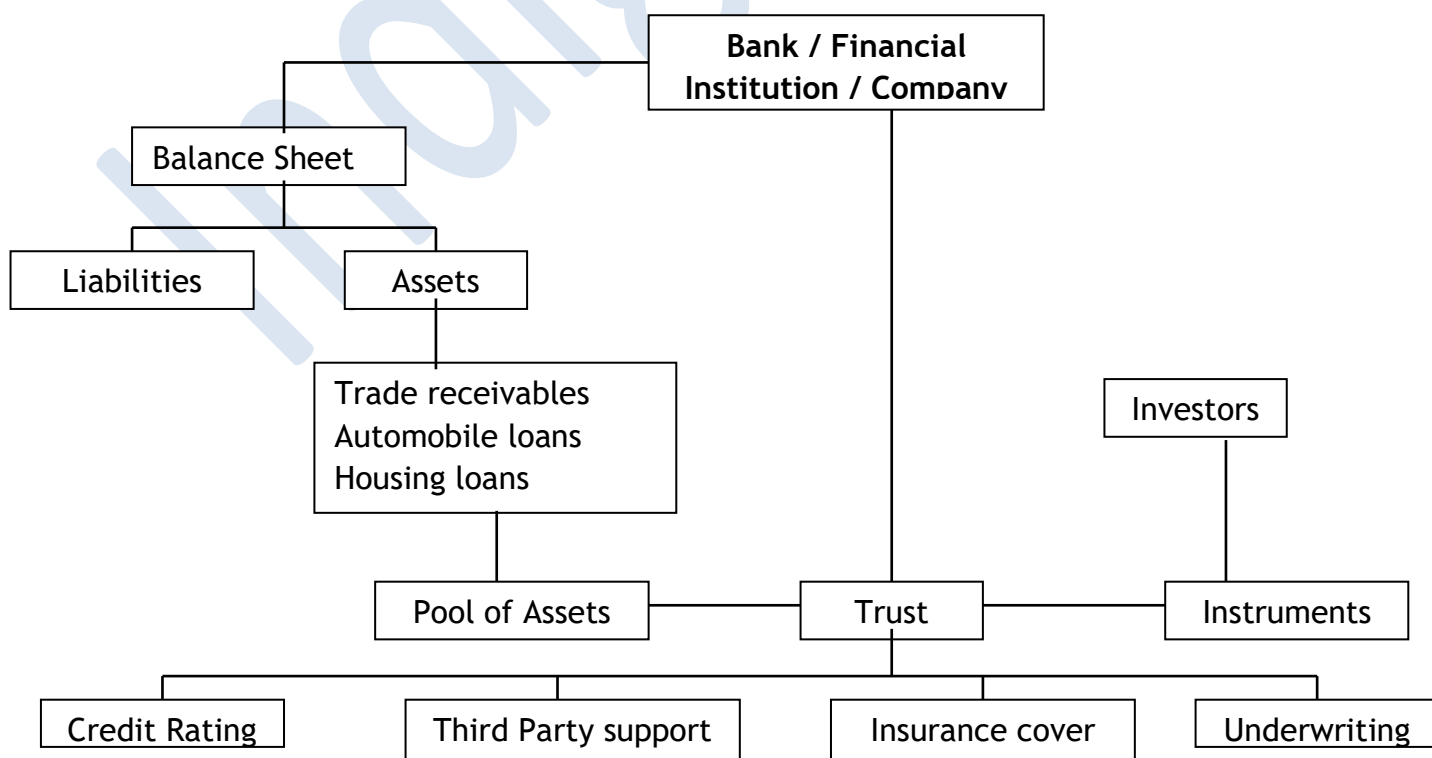 Bank / Financial
Institution / Company
Balance Sheet
Liabilities
Assets
Trade receivables
Automobile loans
Housing loans
Investors
Pool of Assets
Trust
Instruments
Credit Rating
Third Party support
Insurance cover
Underwriting